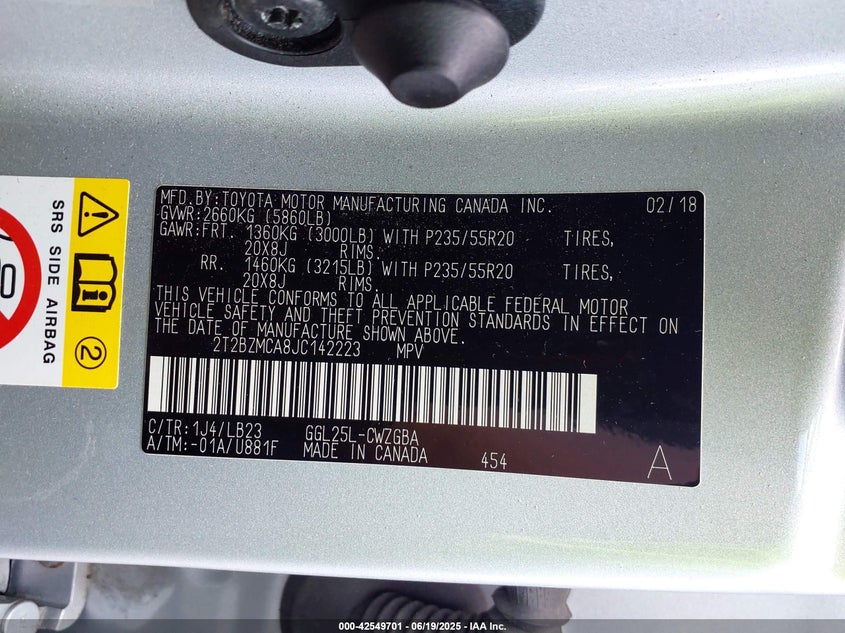 MFD.BY:TOYOTA MOTOR MANUFACTURING CANADA INC. 02/18
GVWR:2660KG (5860LB)
GAWR:FRT. 1360KG (3000LB) WITH P235/55R20 TIRES,
20X8J RIMS.
RR. 1460KG (3215LB) WITH P235/55R20 TIRES,
20X8J RIMS.
THIS VEHICLE CONFORMS TO ALL APPLICABLE FEDERAL MOTOR
VEHICLE SAFETY AND THEFT PREVENTION STANDARDS IN EFFECT ON
THE DATE OF MANUFACTURE SHOWN ABOVE.
2T2BZMCA8JC142223 MPV
C/TR:1J4/LB23 GGL25L-CWZGBA
A/TM:-01A/U881F MADE IN CANADA 454 A
SRS SIDE AIRBAG
2
000-42549701 - 06/19/2025 - IAA Inc.